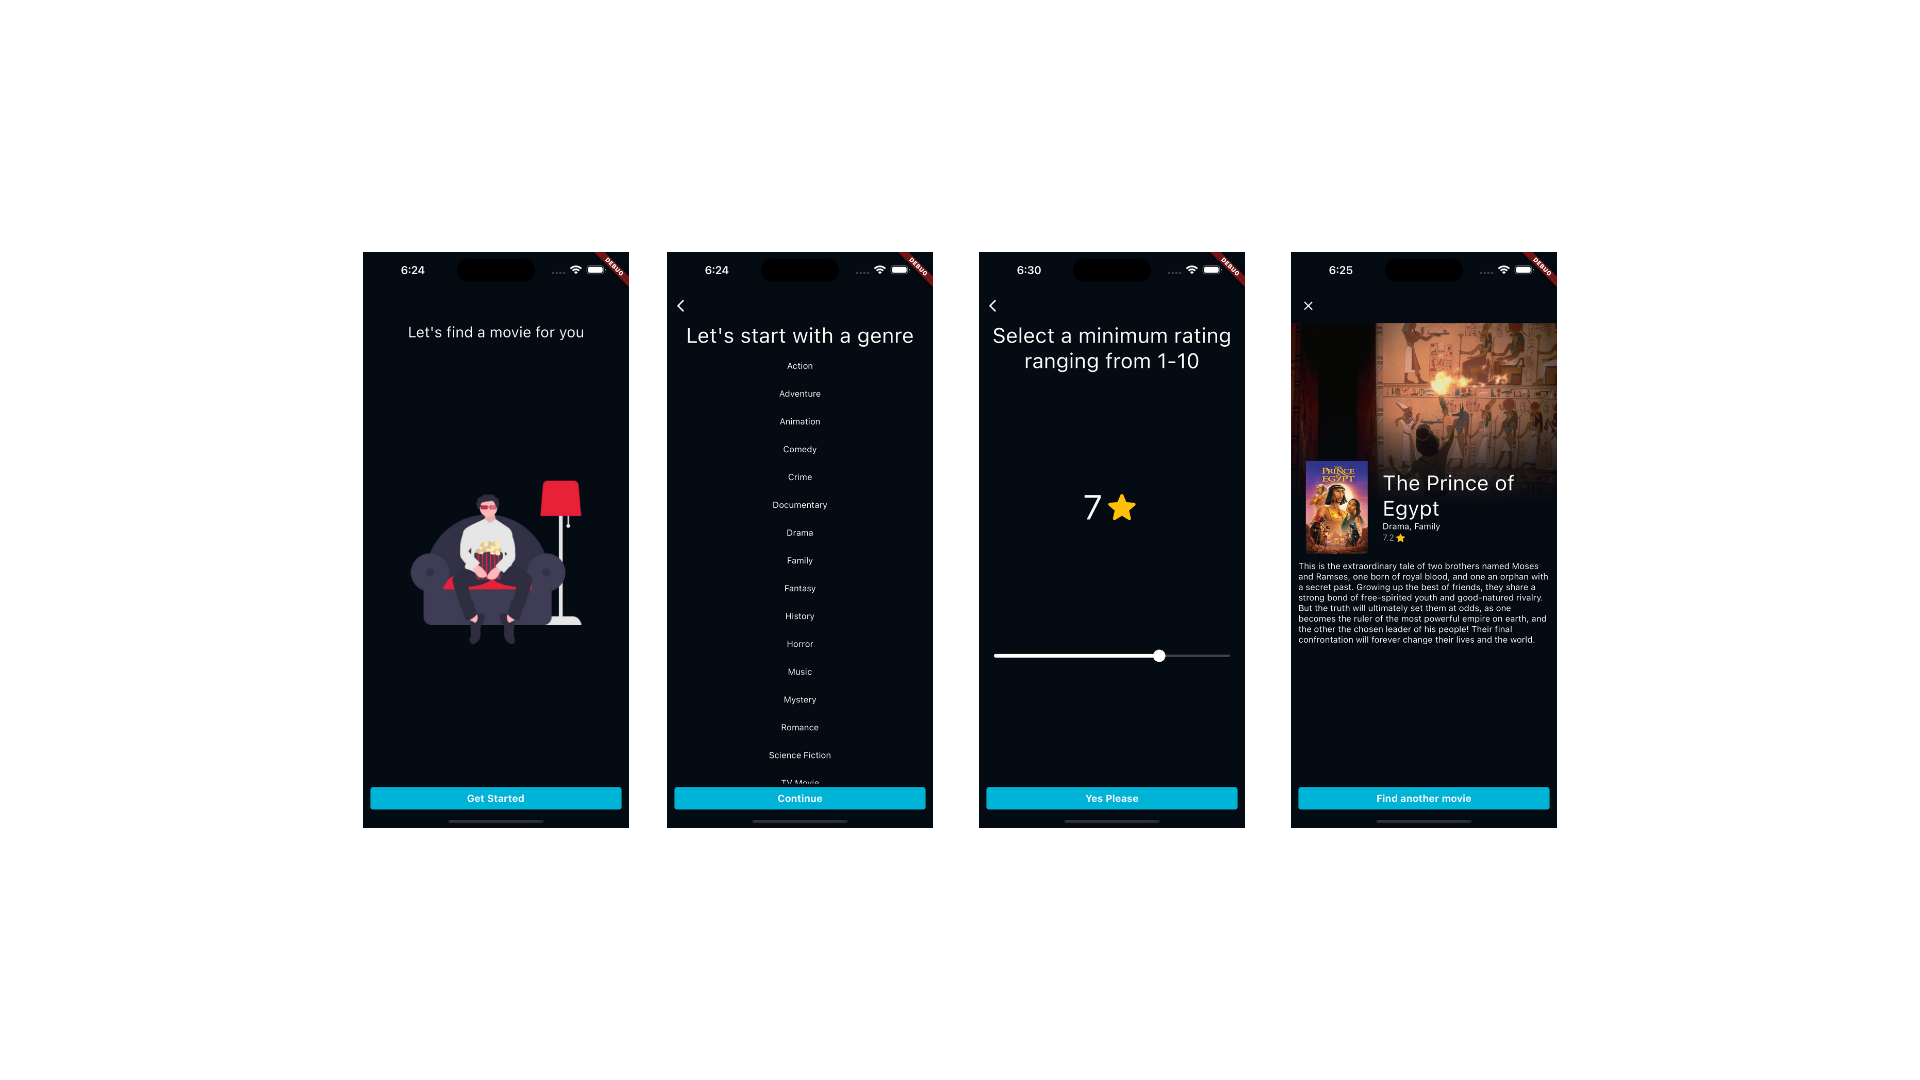 6:24
DEBUG
Let's find a movie for you
Get Started
6:24
DEBUG
Let's start with a genre
Action
Adventure
Animation
Comedy
Crime
Documentary
Drama
Family
Fantasy
History
Horror
Music
Mystery
Romance
Science Fiction
TV Movie
Continue
6:30
DEBUG
Select a minimum rating
ranging from 1-10
7
Yes Please
6:25
DEBUG
THE
PRINCE
OF
EGYPT
The Prince of
Egypt
Drama, Family
7.2
This is the extraordinary tale of two brothers named Moses
and Ramses, one born of royal blood, and one an orphan with
a secret past. Growing up the best of friends, they share a
strong bond of free-spirited youth and good-natured rivalry.
But the truth will ultimately set them at odds, as one
becomes the ruler of the most powerful empire on earth, and
the other the chosen leader of his people! Their final
confrontation will forever change their lives and the world.
Find another movie